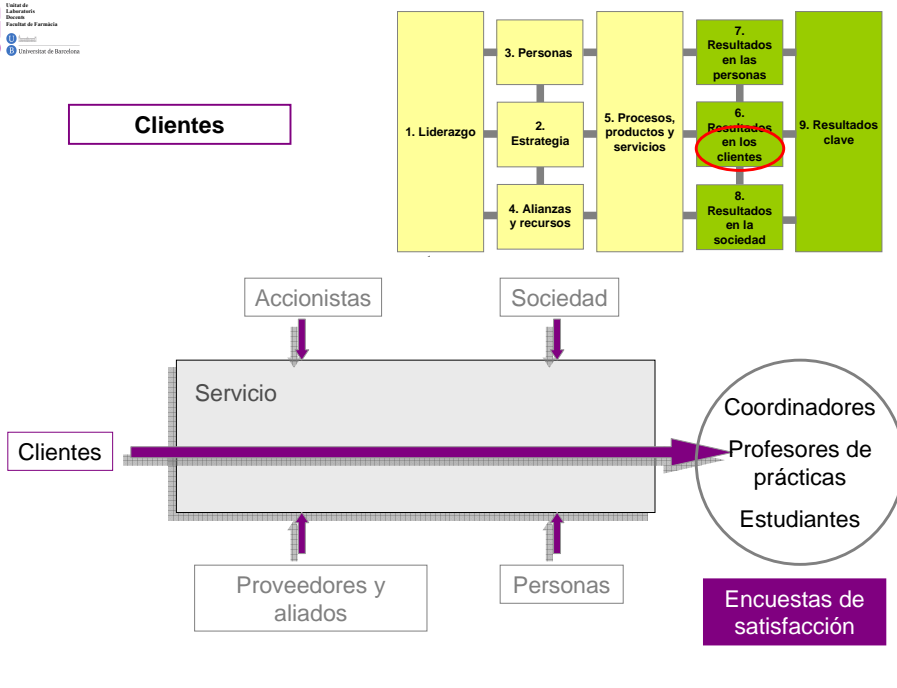 Unitat de
Laboratoris
Docents
Facultat de Farmàcia
Universitat de Barcelona
Clientes
1. Liderazgo
3. Personas
2.
Estrategia
4. Alianzas
y recursos
5. Procesos,
productos y
servicios
7.
Resultados
en las
personas
6.
Resultados
en los
clientes
8.
Resultados
en la
sociedad
9. Resultados
clave
Accionistas
Sociedad
Servicio
Clientes
Coordinadores
Profesores de
prácticas
Estudiantes
Proveedores y
aliados
Personas
Encuestas de
satisfacción